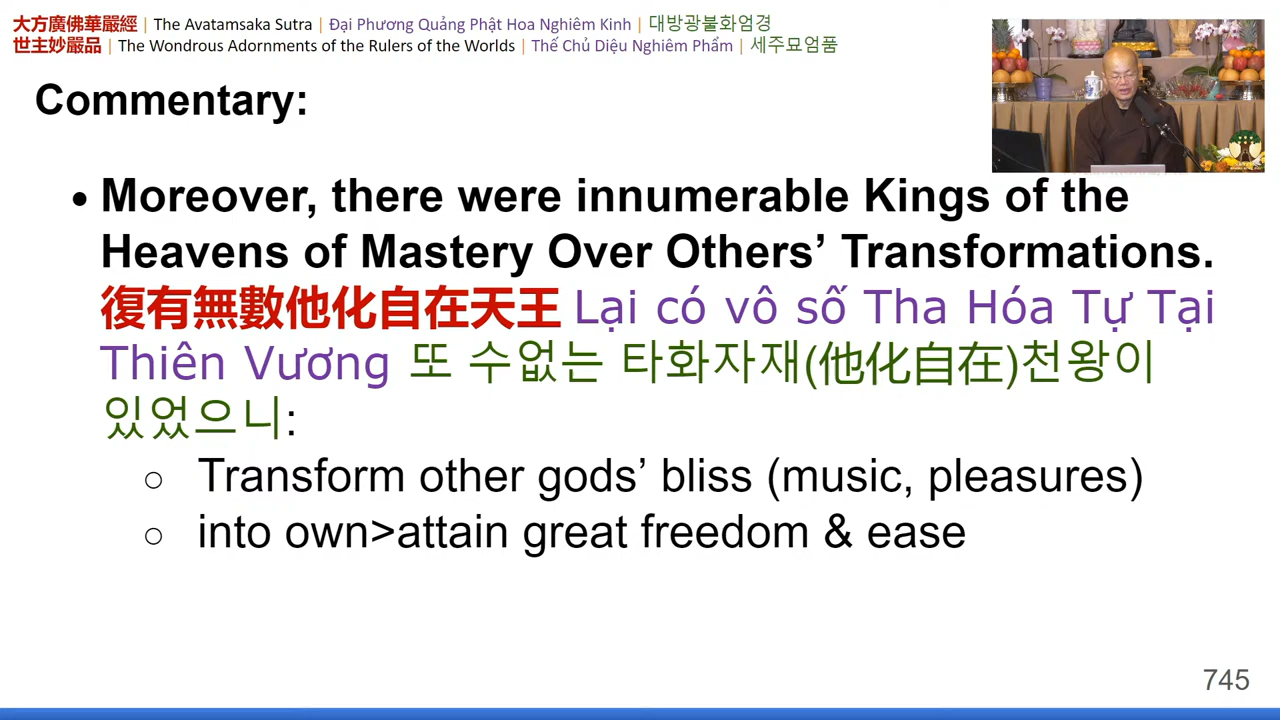 大方廣佛華嚴經 | The Avatamsaka Sutra | Đại Phương Quảng Phật Hoa Nghiêm Kinh | 대방광불화엄경
世主妙嚴品 | The Wondrous Adornments of the Rulers of the Worlds | Thế Chủ Diệu Nghiêm Phẩm | 세주묘엄품
Commentary:
• Moreover, there were innumerable Kings of the
Heavens of Mastery Over Others’ Transformations.
復有無數他化自在天王 Lại có vô số Tha Hóa Tự Tại
Thiên Vương 또 수없는 타화자재(他化自在)천왕이
있었으니:
○ Transform other gods’ bliss (music, pleasures)
○ into own>attain great freedom & ease
745